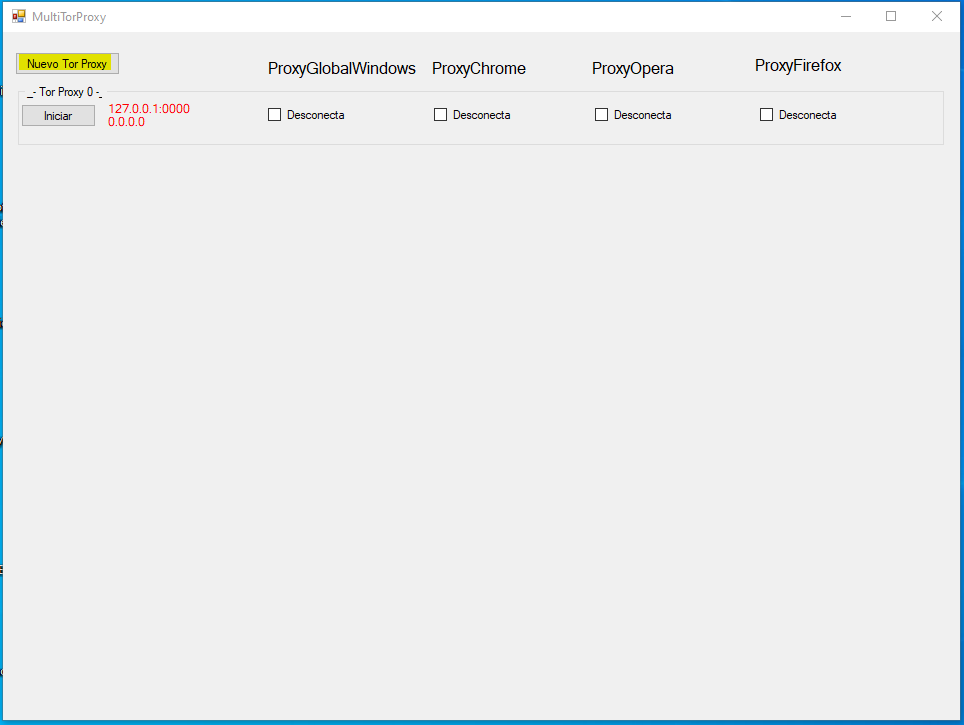 MultiTorProxy
Nuevo Tor Proxy
ProxyGlobalWindows ProxyChrome ProxyOpera ProxyFirefox
_- Tor Proxy 0 -_
Iniciar 127.0.0.1:0000 Desconecta Desconecta Desconecta Desconecta
0.0.0.0